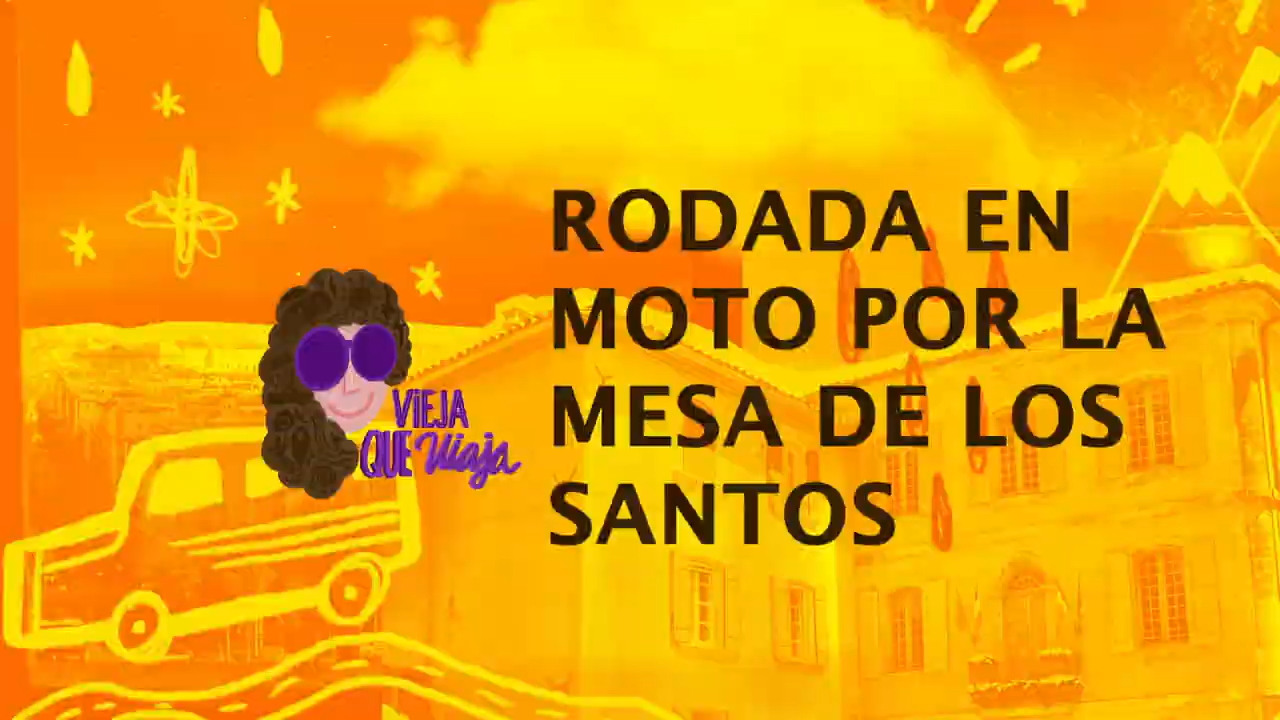 RODADA EN
MOTO POR LA
MESA DE LOS
SANTOS
VIEJA
QUE Viaja